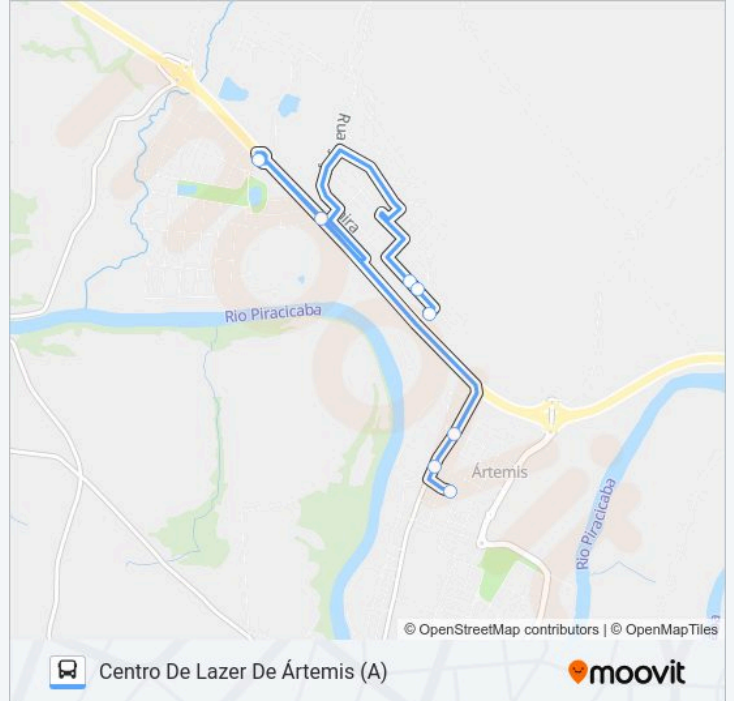 Rua
Rio Piracicaba
Ártemis
Rio Piracicaba
© OpenStreetMap contributors | © OpenMapTiles
Centro De Lazer De Ártemis (A)
moovit